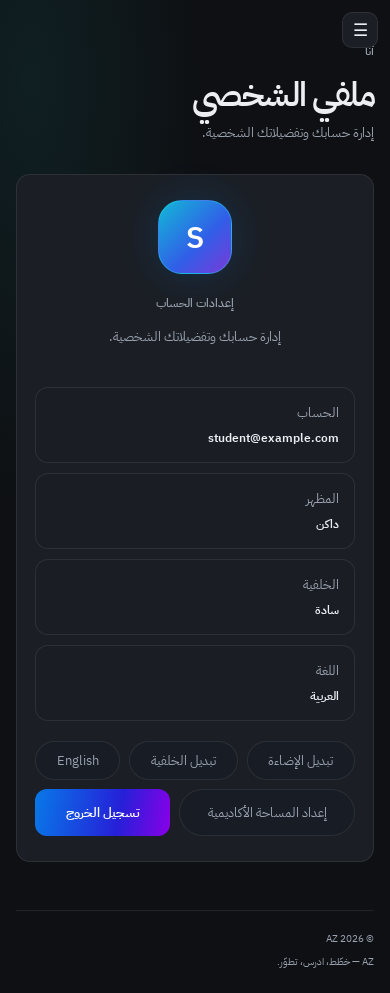 ☰
أنا
ملفي الشخصي
إدارة حسابك وتفضيلاتك الشخصية.
S
إعدادات الحساب
إدارة حسابك وتفضيلاتك الشخصية.
الحساب
student@example.com
المظهر
داكن
الخلفية
سادة
اللغة
العربية
تبديل الإضاءة
تبديل الخلفية
English
إعداد المساحة الأكاديمية
تسجيل الخروج
© 2026 AZ
AZ — خطّط، ادرس، تطوّر.